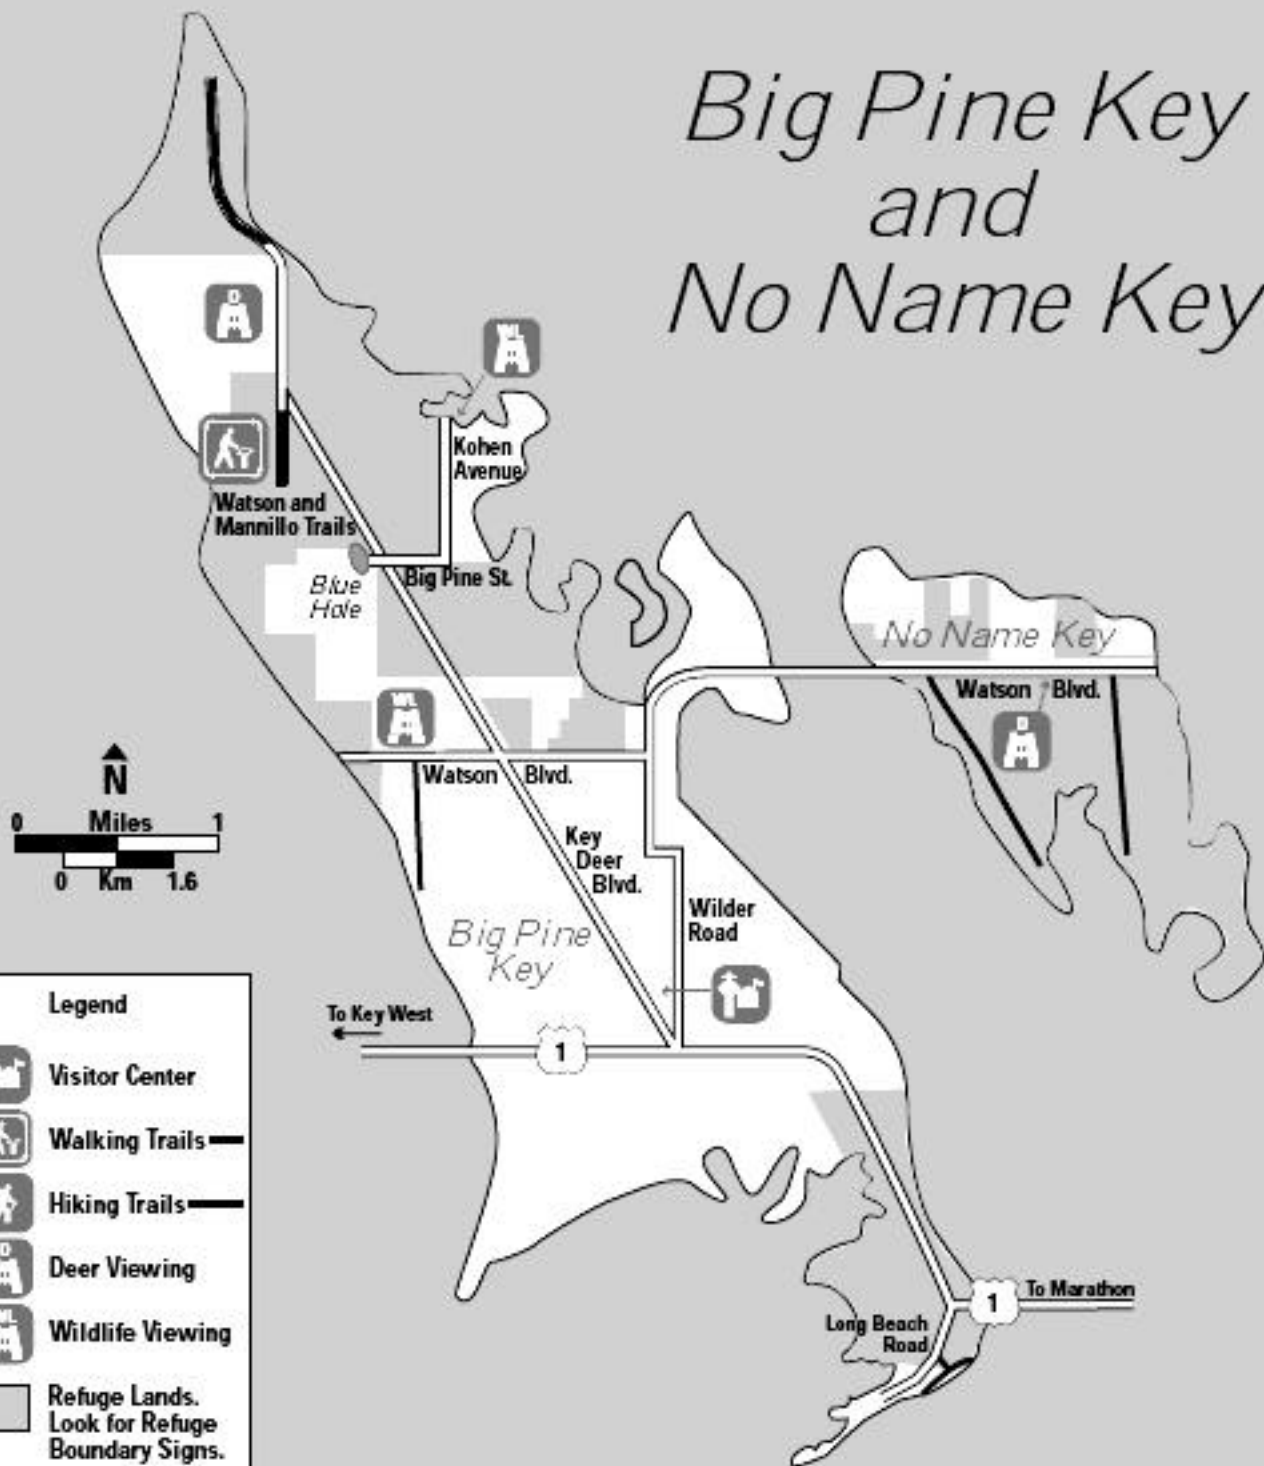 Big Pine Key
and
No Name Key
D
WL
Kohen
Avenue
Watson and
Mannillo Trails
Blue
Hole
Big Pine St.
No Name Key
Watson Blvd.
D
WL
Watson Blvd.
N
0 Miles 1
0 Km 1.6
Key
Deer
Blvd.
Wilder
Road
Big Pine
Key
To Key West
1
Legend
Visitor Center
Walking Trails
Hiking Trails
D
Deer Viewing
WL
Wildlife Viewing
Refuge Lands.
Look for Refuge
Boundary Signs.
1
To Marathon
Long Beach
Road